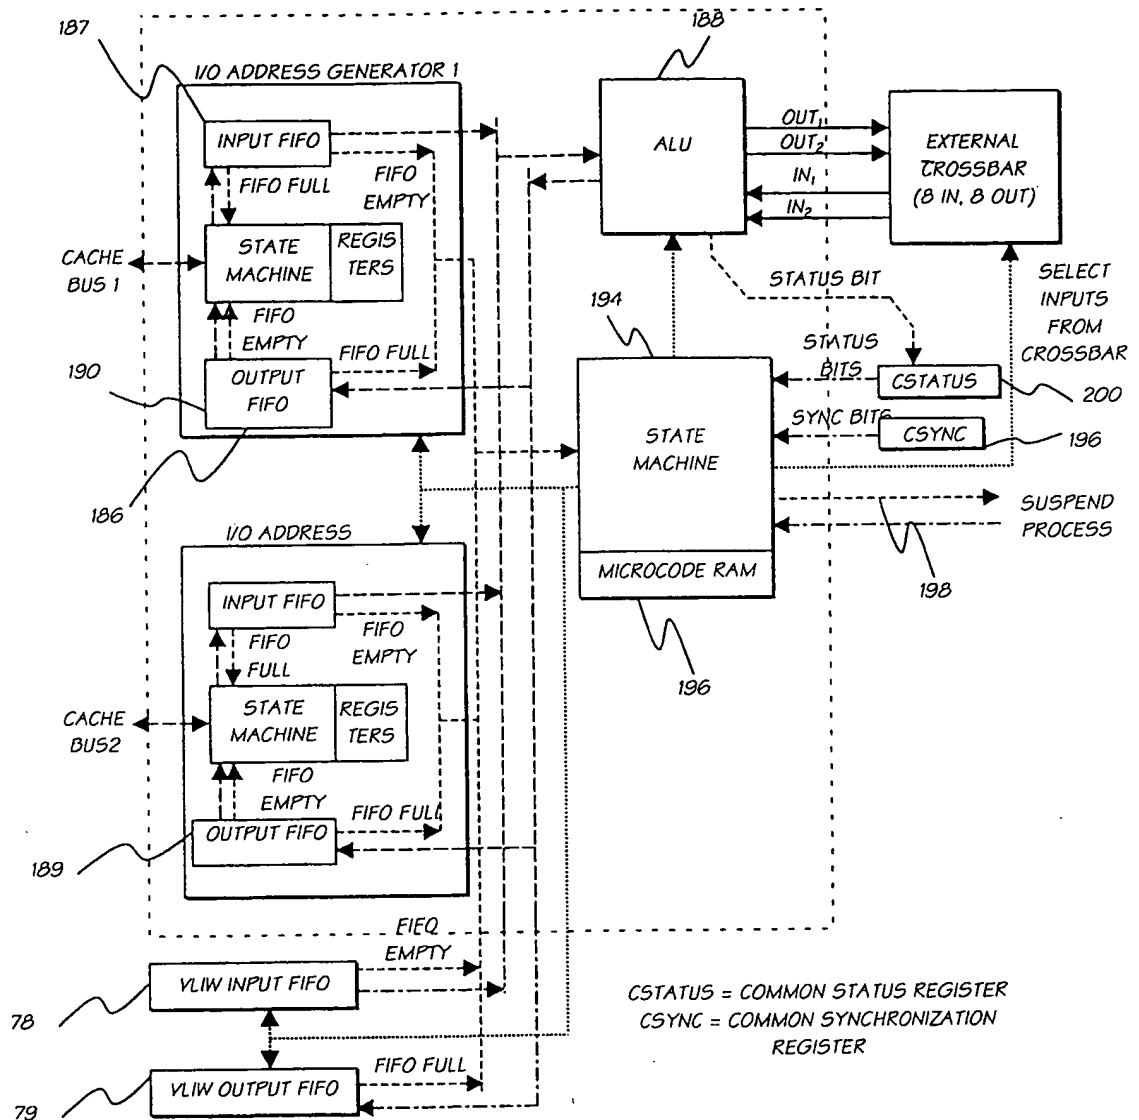 187
188
I/O ADDRESS GENERATOR 1
INPUT FIFO
FIFO FULL
FIFO
EMPTY
STATE
MACHINE
REGIS
TERS
CACHE
BUS 1
FIFO
EMPTY
FIFO FULL
OUTPUT
FIFO
190
186
ALU
OUT1
OUT2
IN1
IN2
EXTERNAL
CROSSBAR
(8 IN, 8 OUT)
STATUS BIT
SELECT
INPUTS
FROM
CROSSBAR
194
STATUS
BITS
CSTATUS
200
SYNC BITS
CSYNC
196
STATE
MACHINE
SUSPEND
PROCESS
198
MICROCODE RAM
196
I/O ADDRESS
INPUT FIFO
FIFO
FULL
FIFO
EMPTY
STATE
MACHINE
REGIS
TERS
CACHE
BUS2
FIFO
EMPTY
FIFO FULL
OUTPUT FIFO
189
FIFO
EMPTY
VLIW INPUT FIFO
78
FIFO FULL
VLIW OUTPUT FIFO
79
CSTATUS = COMMON STATUS REGISTER
CSYNC = COMMON SYNCHRONIZATION
REGISTER